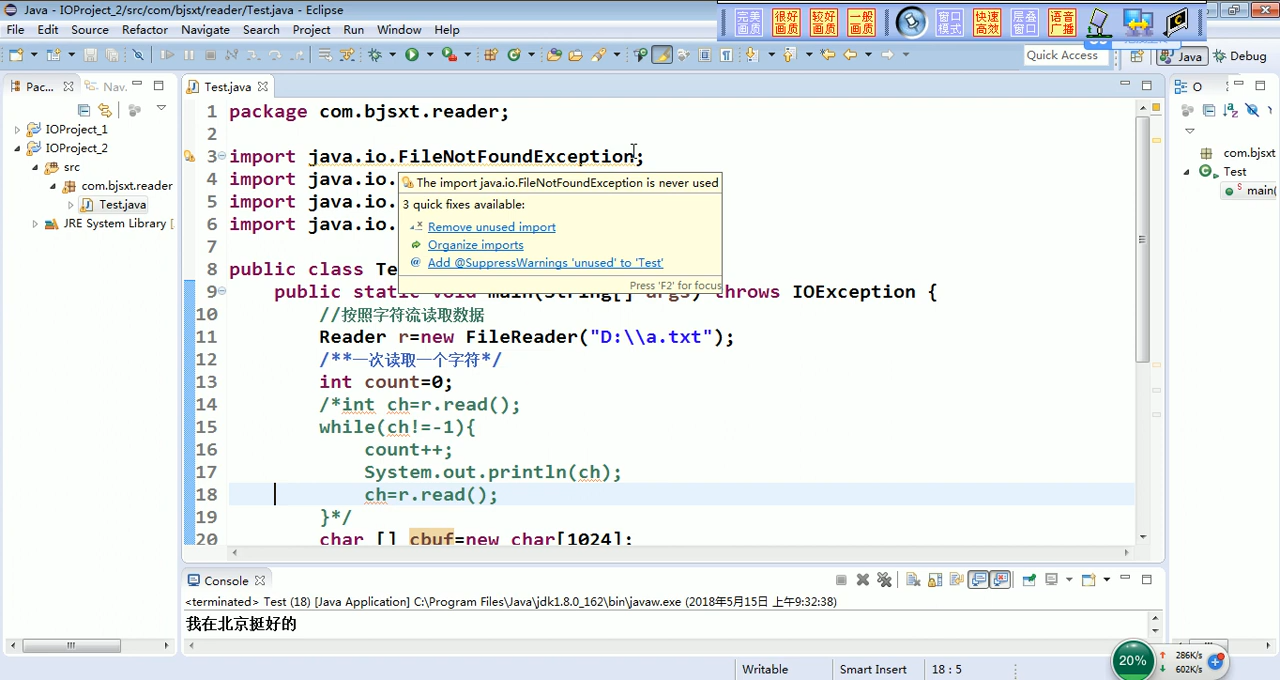 Java - IOProject_2/src/com/bjsxt/reader/Test.java - Eclipse
File Edit Source Refactor Navigate Search Project Run Window Help
完美画质 很好画质 较好画质 一般画质 窗口模式 快速高效 层叠窗口 语音广播
Quick Access
Java
Debug
Pac...
Nav.
IOProject_1
IOProject_2
src
com.bjsxt.reader
Test.java
JRE System Library [
Test.java
1 package com.bjsxt.reader;
2
3 import java.io.FileNotFoundException;
4 import java.io.
5 import java.io.
6 import java.io.
7
8 public class Te
9 public static void main(String[] args) throws IOException {
10 //按照字符流读取数据
11 Reader r=new FileReader("D:\\a.txt");
12 /**一次读取一个字符*/
13 int count=0;
14 /*int ch=r.read();
15 while(ch!=-1){
16 count++;
17 System.out.println(ch);
18 ch=r.read();
19 }*/
20 char [] cbuf=new char[1024];
The import java.io.FileNotFoundException is never used
3 quick fixes available:
Remove unused import
Organize imports
@ Add @SuppressWarnings 'unused' to 'Test'
Press 'F2' for focus
O
com.bjsxt
Test
S main(
Console
<terminated> Test (18) [Java Application] C:\Program Files\Java\jdk1.8.0_162\bin\javaw.exe (2018年5月15日 上午9:32:38)
我在北京挺好的
Writable
Smart Insert
18 : 5
20%
286K/s
602K/s